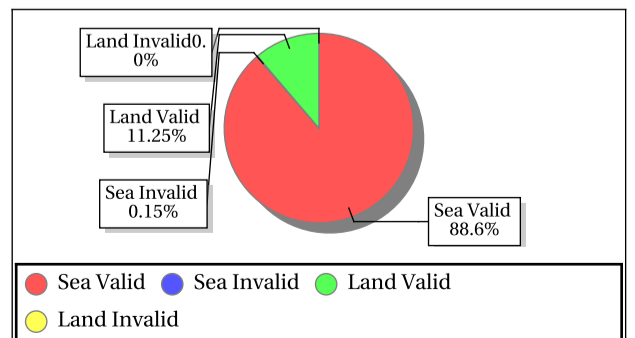 Land Invalid0.
0%
Land Valid
11.25%
Sea Invalid
0.15%
Sea Valid
88.6%
Sea Valid Sea Invalid Land Valid
Land Invalid